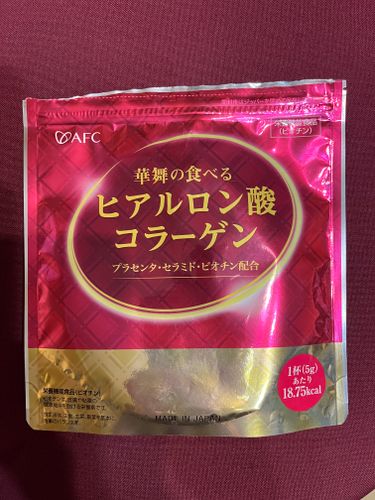 AFC
栄養機能食品
(ビオチン)
華舞の食べる
ヒアルロン酸
コラーゲン
プラセンタ・セラミド・ビオチン配合
1杯(5g)
あたり
18.75kcal
栄養機能食品(ビオチン)
MADE IN JAPAN